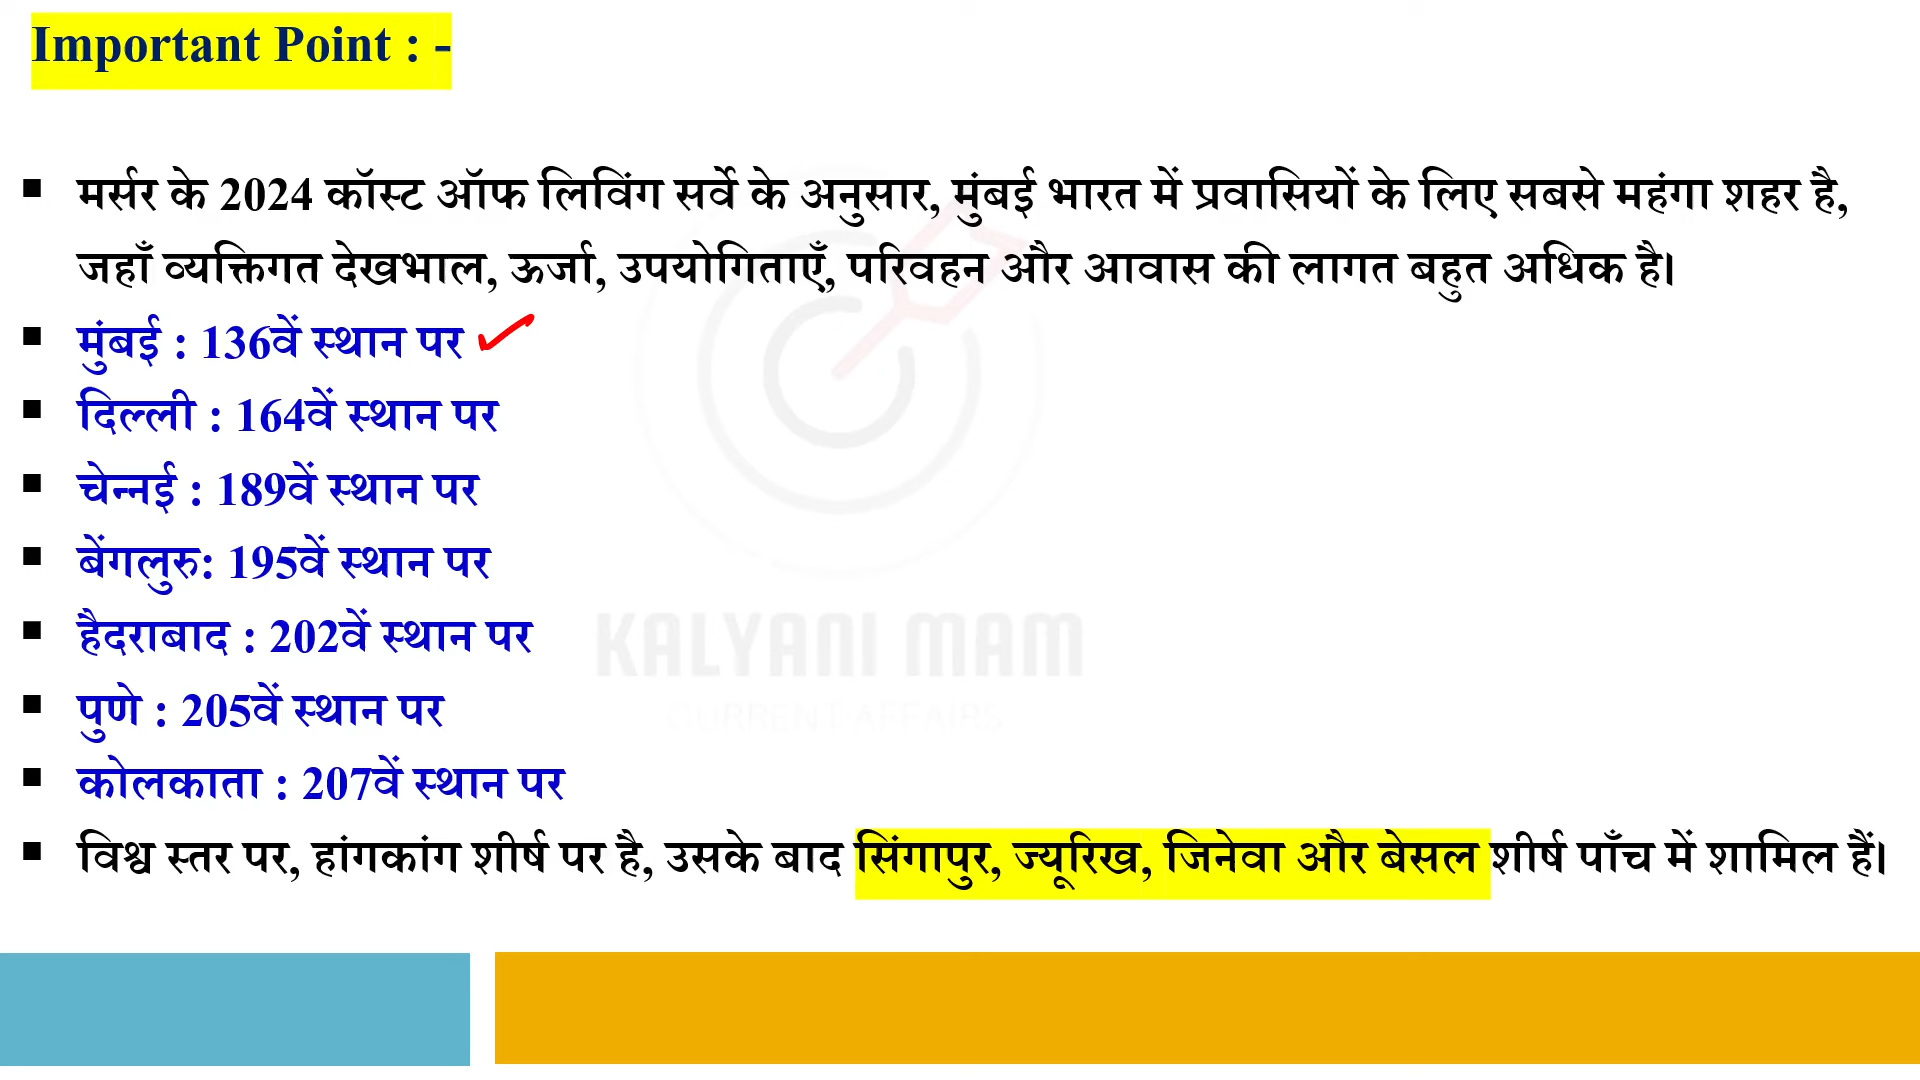 Important Point : -
▪ मर्सर के 2024 कॉस्ट ऑफ लिविंग सर्वे के अनुसार, मुंबई भारत में प्रवासियों के लिए सबसे महंगा शहर है,
जहाँ व्यक्तिगत देखभाल, ऊर्जा, उपयोगिताएँ, परिवहन और आवास की लागत बहुत अधिक है।
▪ मुंबई : 136वें स्थान पर
▪ दिल्ली : 164वें स्थान पर
▪ चेन्नई : 189वें स्थान पर
▪ बेंगलुरु: 195वें स्थान पर
▪ हैदराबाद : 202वें स्थान पर
KALYANI MAM
▪ पुणे : 205वें स्थान पर
CURRENT AFFAIRS
▪ कोलकाता : 207वें स्थान पर
▪ विश्व स्तर पर, हांगकांग शीर्ष पर है, उसके बाद सिंगापुर, ज्यूरिख, जिनेवा और बेसल शीर्ष पाँच में शामिल हैं।